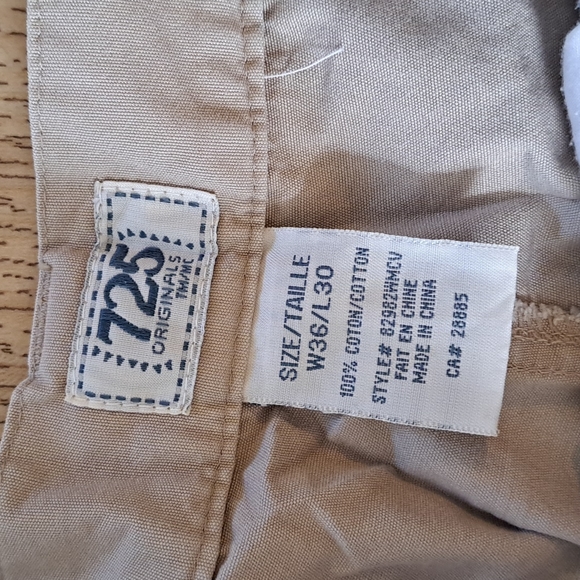 725
ORIGINALS
TM/MC
SIZE/TAILLE
W36/L30
100% COTON/COTTON
STYLE# 82982WMCU
FAIT EN CHINE
MADE IN CHINA
CA# 28885